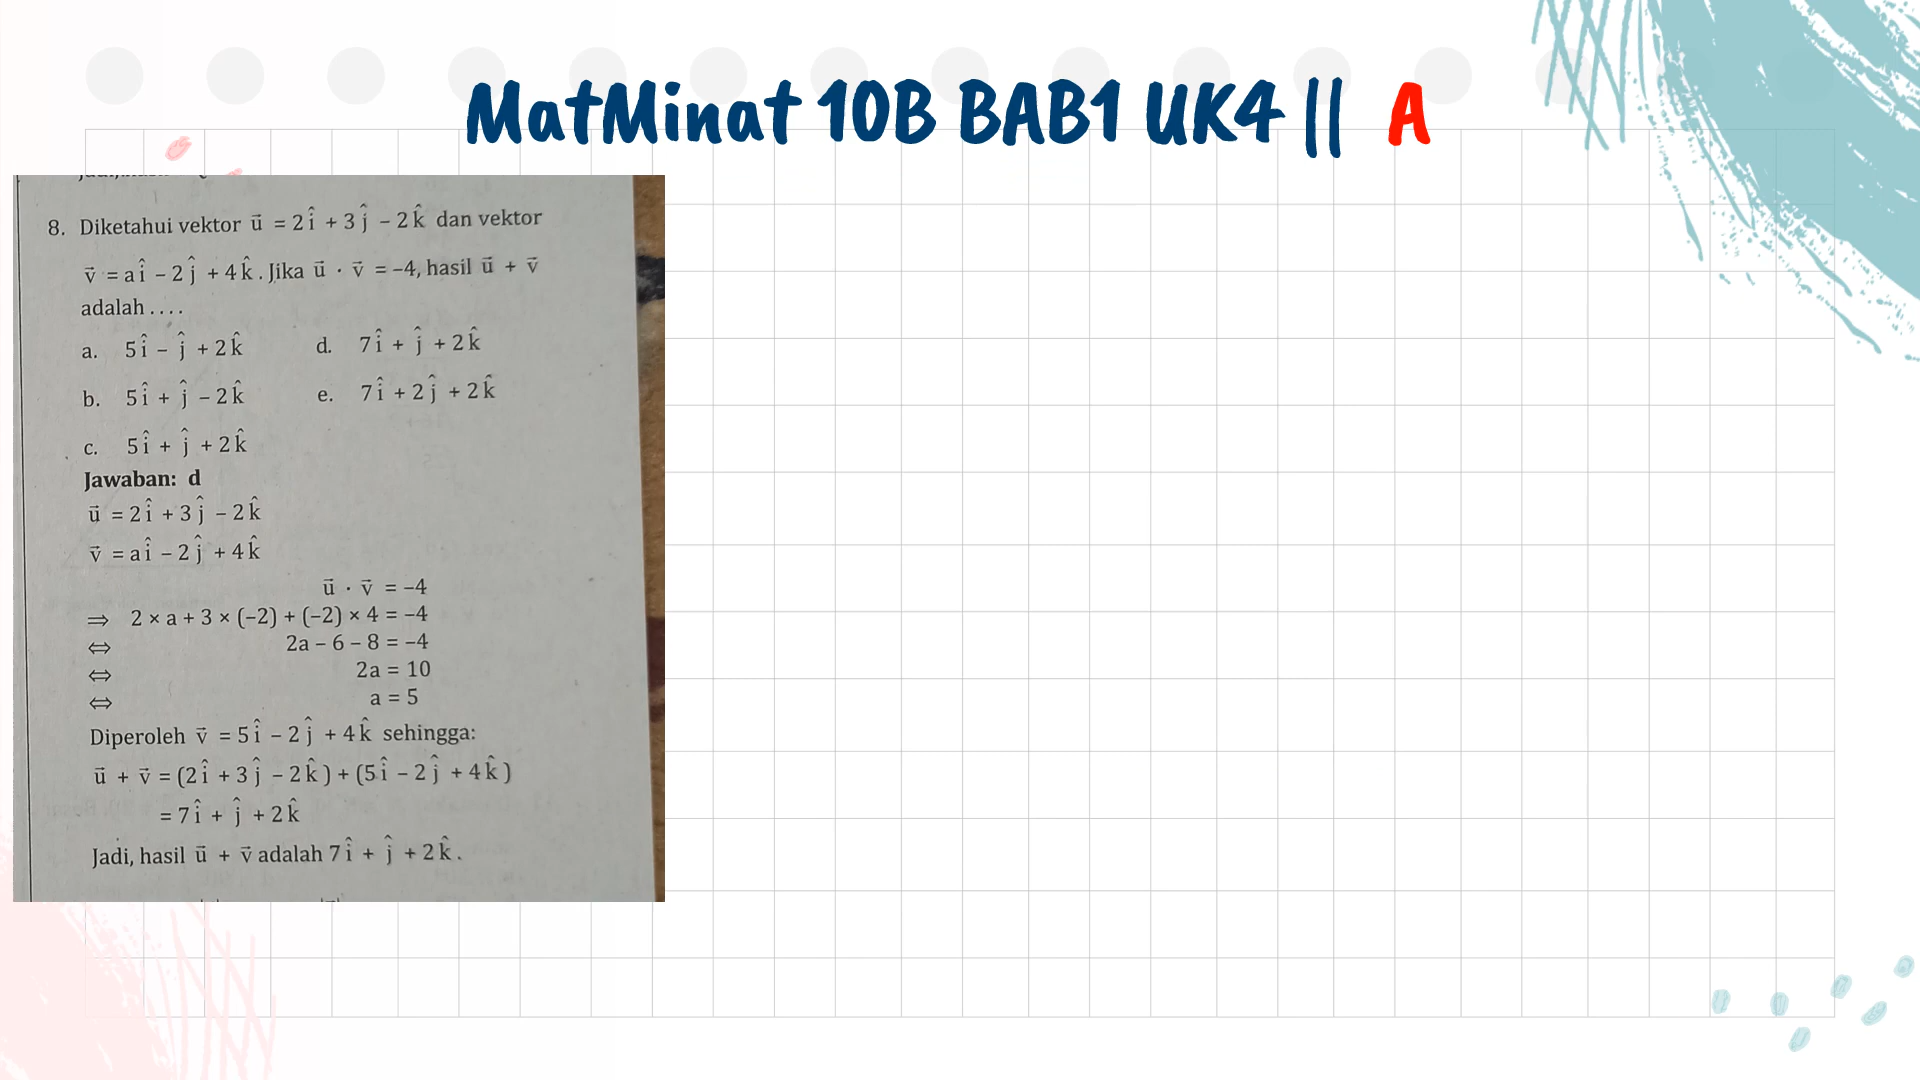 MatMinat 10B BAB1 UK4 || A
8. Diketahui vektor u⃗ = 2î + 3ĵ – 2k̂ dan vektor
v⃗ = aî – 2ĵ + 4k̂. Jika u⃗ · v⃗ = –4, hasil u⃗ + v⃗
adalah . . . .
a. 5î – ĵ + 2k̂ d. 7î + ĵ + 2k̂
b. 5î + ĵ – 2k̂ e. 7î + 2ĵ + 2k̂
c. 5î + ĵ + 2k̂
Jawaban: d
u⃗ = 2î + 3ĵ – 2k̂
v⃗ = aî – 2ĵ + 4k̂
u⃗ · v⃗ = –4
⇒ 2 × a + 3 × (–2) + (–2) × 4 = –4
⇔ 2a – 6 – 8 = –4
⇔ 2a = 10
⇔ a = 5
Diperoleh v⃗ = 5î – 2ĵ + 4k̂ sehingga:
u⃗ + v⃗ = (2î + 3ĵ – 2k̂) + (5î – 2ĵ + 4k̂)
= 7î + ĵ + 2k̂
Jadi, hasil u⃗ + v⃗ adalah 7î + ĵ + 2k̂.